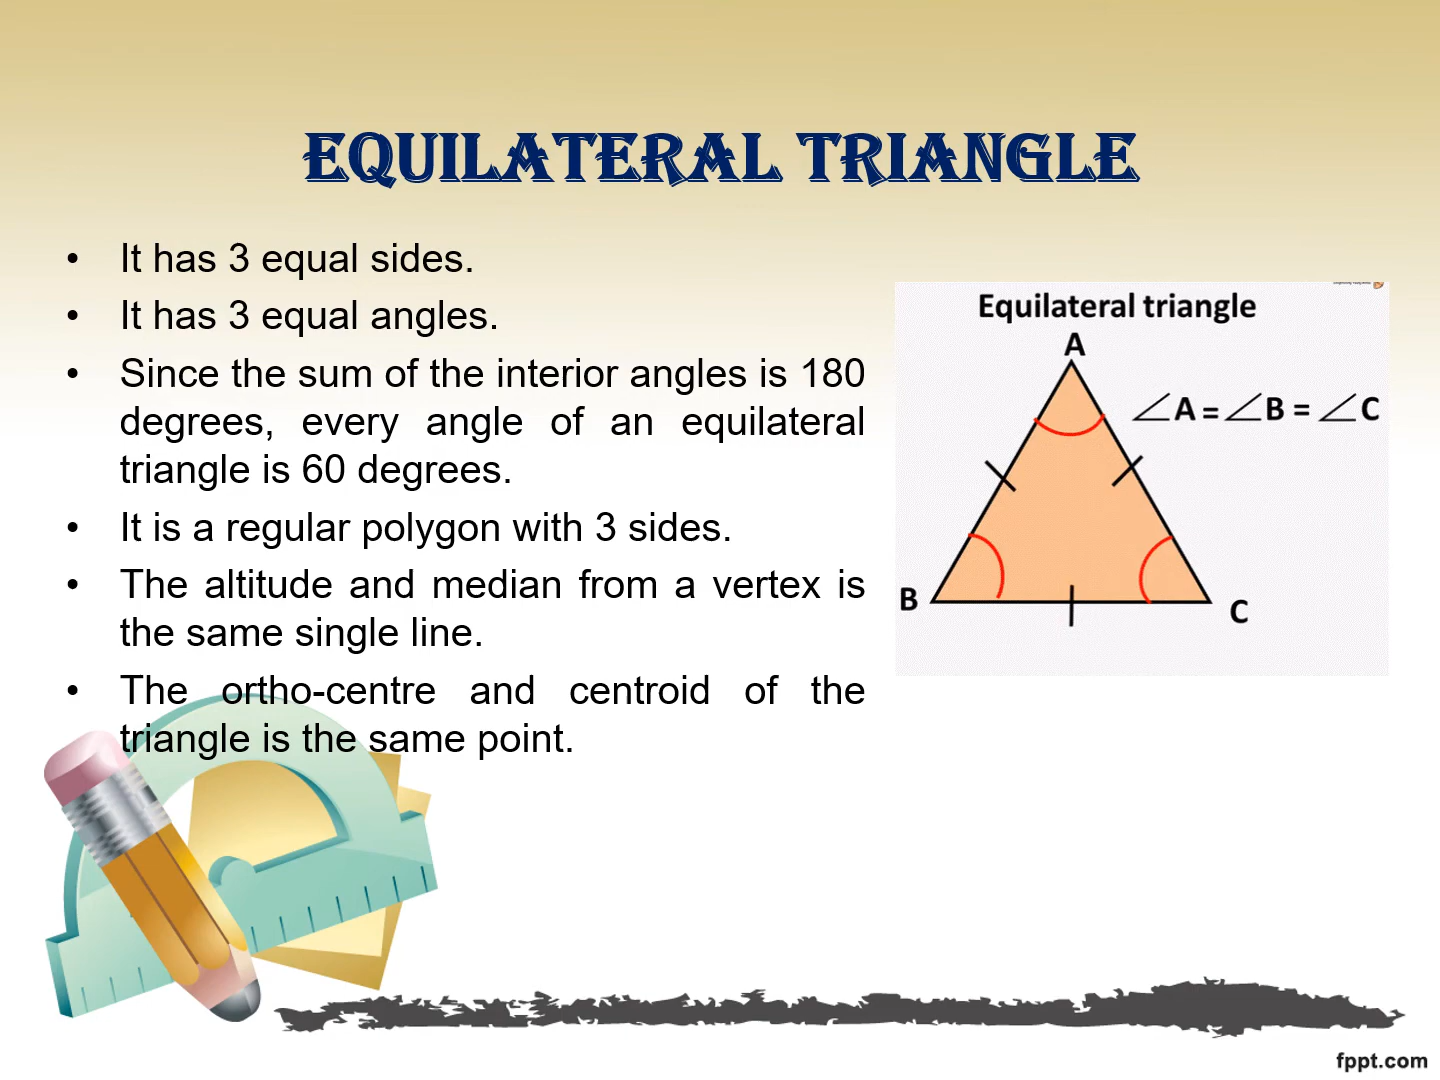 EQUILATERAL TRIANGLE
• It has 3 equal sides.
• It has 3 equal angles.
• Since the sum of the interior angles is 180
degrees, every angle of an equilateral
triangle is 60 degrees.
• It is a regular polygon with 3 sides.
• The altitude and median from a vertex is
the same single line.
• The ortho-centre and centroid of the
triangle is the same point.
Equilateral triangle
A
∠A = ∠B = ∠C
B
C
fppt.com